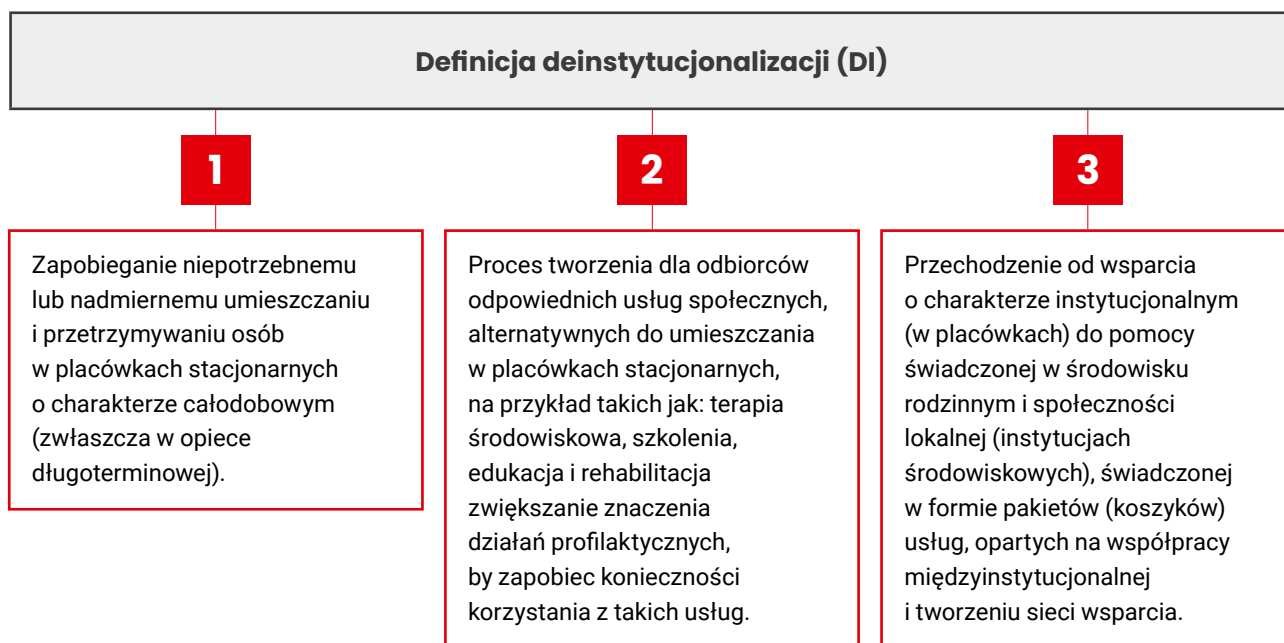 Definicja deinstytucjonalizacji (DI)
1
Zapobieganie niepotrzebnemu
lub nadmiernemu umieszczaniu
i przetrzymywaniu osób
w placówkach stacjonarnych
o charakterze całodobowym
(zwłaszcza w opiece
długoterminowej).
2
Proces tworzenia dla odbiorców
odpowiednich usług społecznych,
alternatywnych do umieszczania
w placówkach stacjonarnych,
na przykład takich jak: terapia
środowiskowa, szkolenia,
edukacja i rehabilitacja
zwiększanie znaczenia
działań profilaktycznych,
by zapobiec konieczności
korzystania z takich usług.
3
Przechodzenie od wsparcia
o charakterze instytucjonalnym
(w placówkach) do pomocy
świadczonej w środowisku
rodzinnym i społeczności
lokalnej (instytucjach
środowiskowych), świadczonej
w formie pakietów (koszyków)
usług, opartych na współpracy
międzyinstytucjonalnej
i tworzeniu sieci wsparcia.